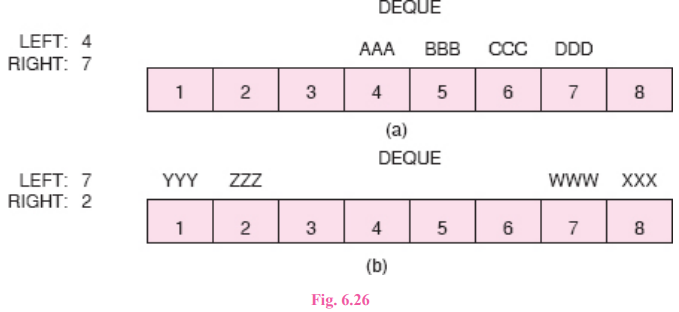 DEQUE
LEFT: 4
RIGHT: 7
AAA BBB CCC DDD
1 2 3 4 5 6 7 8
(a)
DEQUE
LEFT: 7
RIGHT: 2
YYY ZZZ WWW XXX
1 2 3 4 5 6 7 8
(b)
Fig. 6.26